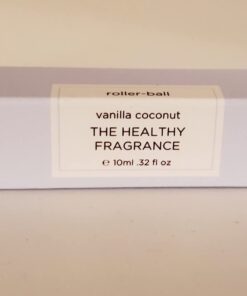 roller-ball
vanilla coconut
THE HEALTHY
FRAGRANCE
℮ 10ml .32 fl oz